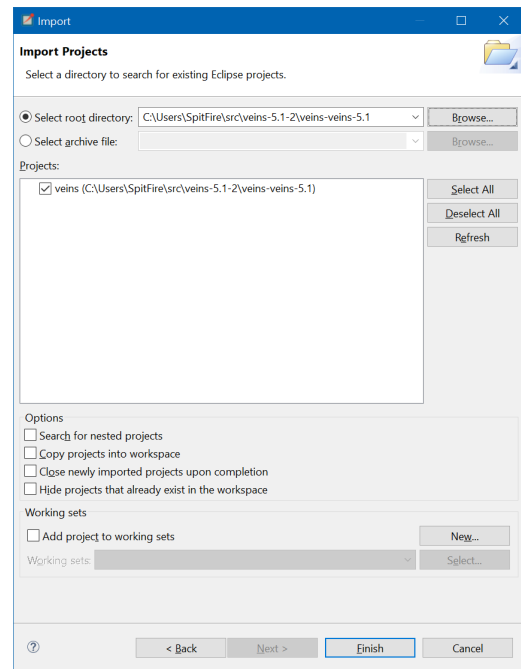 Import
Import Projects
Select a directory to search for existing Eclipse projects.
Select root directory: C:\Users\SpitFire\src\veins-5.1-2\veins-veins-5.1 Browse...
Select archive file: Browse...
Projects:
veins (C:\Users\SpitFire\src\veins-5.1-2\veins-veins-5.1) Select All
Deselect All
Refresh
Options
Search for nested projects
Copy projects into workspace
Close newly imported projects upon completion
Hide projects that already exist in the workspace
Working sets
Add project to working sets New...
Working sets: Select...
? < Back Next > Finish Cancel